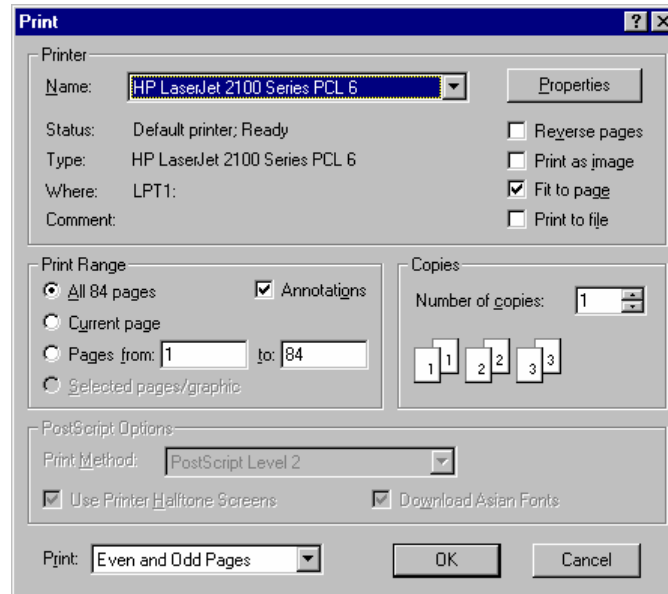 Print
Printer
Name: HP LaserJet 2100 Series PCL 6 Properties
Status: Default printer; Ready Reverse pages
Type: HP LaserJet 2100 Series PCL 6 Print as image
Where: LPT1: Fit to page
Comment: Print to file
Print Range Copies
All 84 pages Annotations Number of copies: 1
Current page
Pages from: 1 to: 84
1 1 2 2 3 3
Selected pages/graphic
PostScript Options
Print Method: PostScript Level 2
Use Printer Halftone Screens Download Asian Fonts
Print: Even and Odd Pages OK Cancel